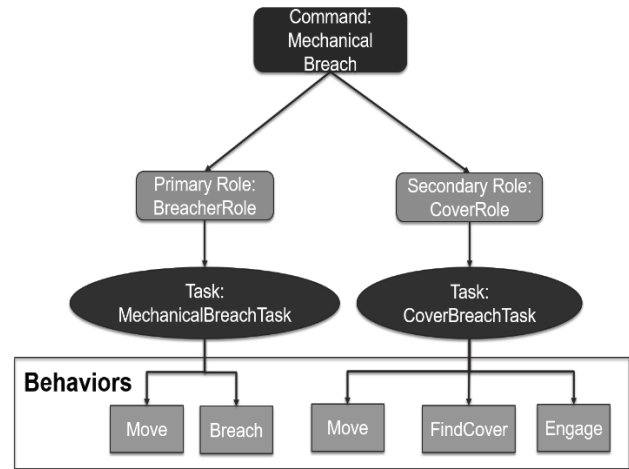 Command:
Mechanical
Breach
Primary Role:
BreacherRole
Secondary Role:
CoverRole
Task:
MechanicalBreachTask
Task:
CoverBreachTask
Behaviors
Move
Breach
Move
FindCover
Engage